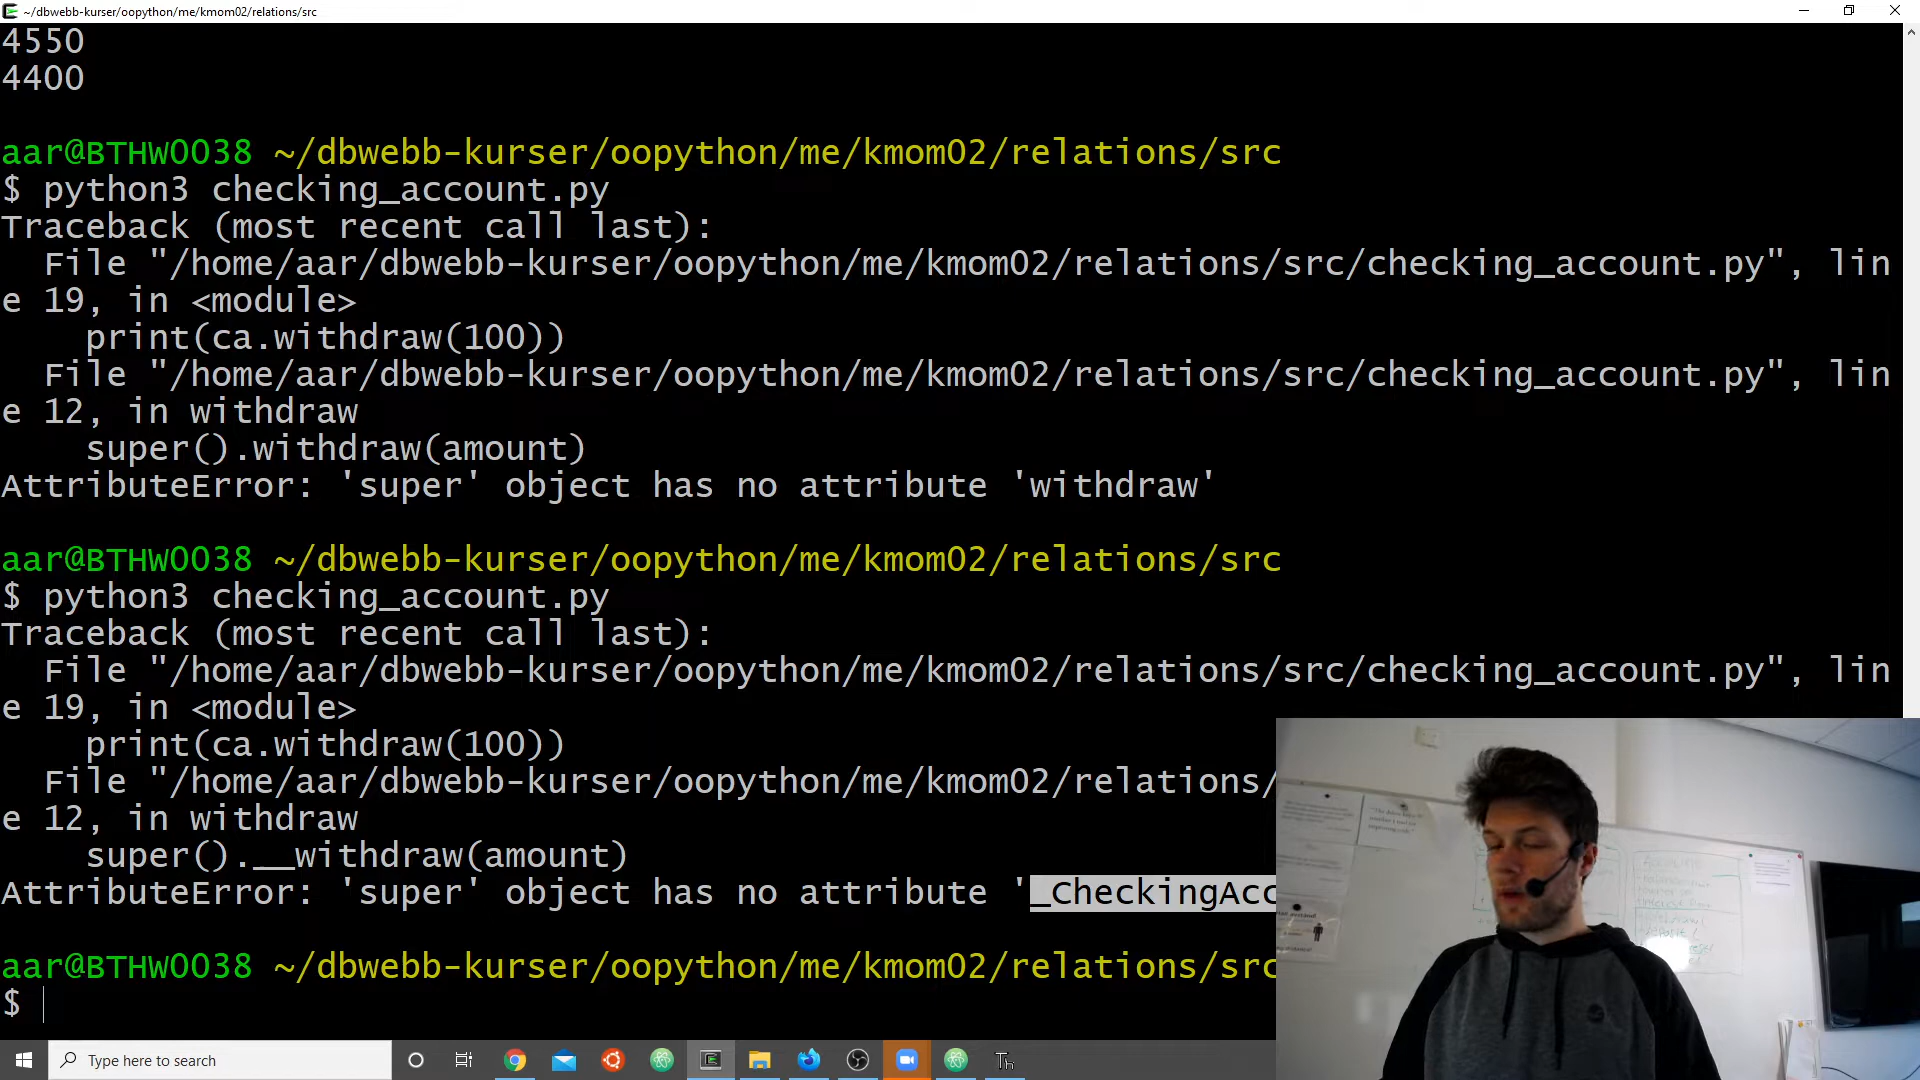 ~/dbwebb-kurser/oopython/me/kmom02/relations/src
4550
4400
aar@BTHW0038 ~/dbwebb-kurser/oopython/me/kmom02/relations/src
$ python3 checking_account.py
Traceback (most recent call last):
File "/home/aar/dbwebb-kurser/oopython/me/kmom02/relations/src/checking_account.py", lin
e 19, in <module>
print(ca.withdraw(100))
File "/home/aar/dbwebb-kurser/oopython/me/kmom02/relations/src/checking_account.py", lin
e 12, in withdraw
super().withdraw(amount)
AttributeError: 'super' object has no attribute 'withdraw'
aar@BTHW0038 ~/dbwebb-kurser/oopython/me/kmom02/relations/src
$ python3 checking_account.py
Traceback (most recent call last):
File "/home/aar/dbwebb-kurser/oopython/me/kmom02/relations/src/checking_account.py", lin
e 19, in <module>
print(ca.withdraw(100))
File "/home/aar/dbwebb-kurser/oopython/me/kmom02/relations/
e 12, in withdraw
super().__withdraw(amount)
AttributeError: 'super' object has no attribute '_CheckingAcc
aar@BTHW0038 ~/dbwebb-kurser/oopython/me/kmom02/relations/src
$
Type here to search